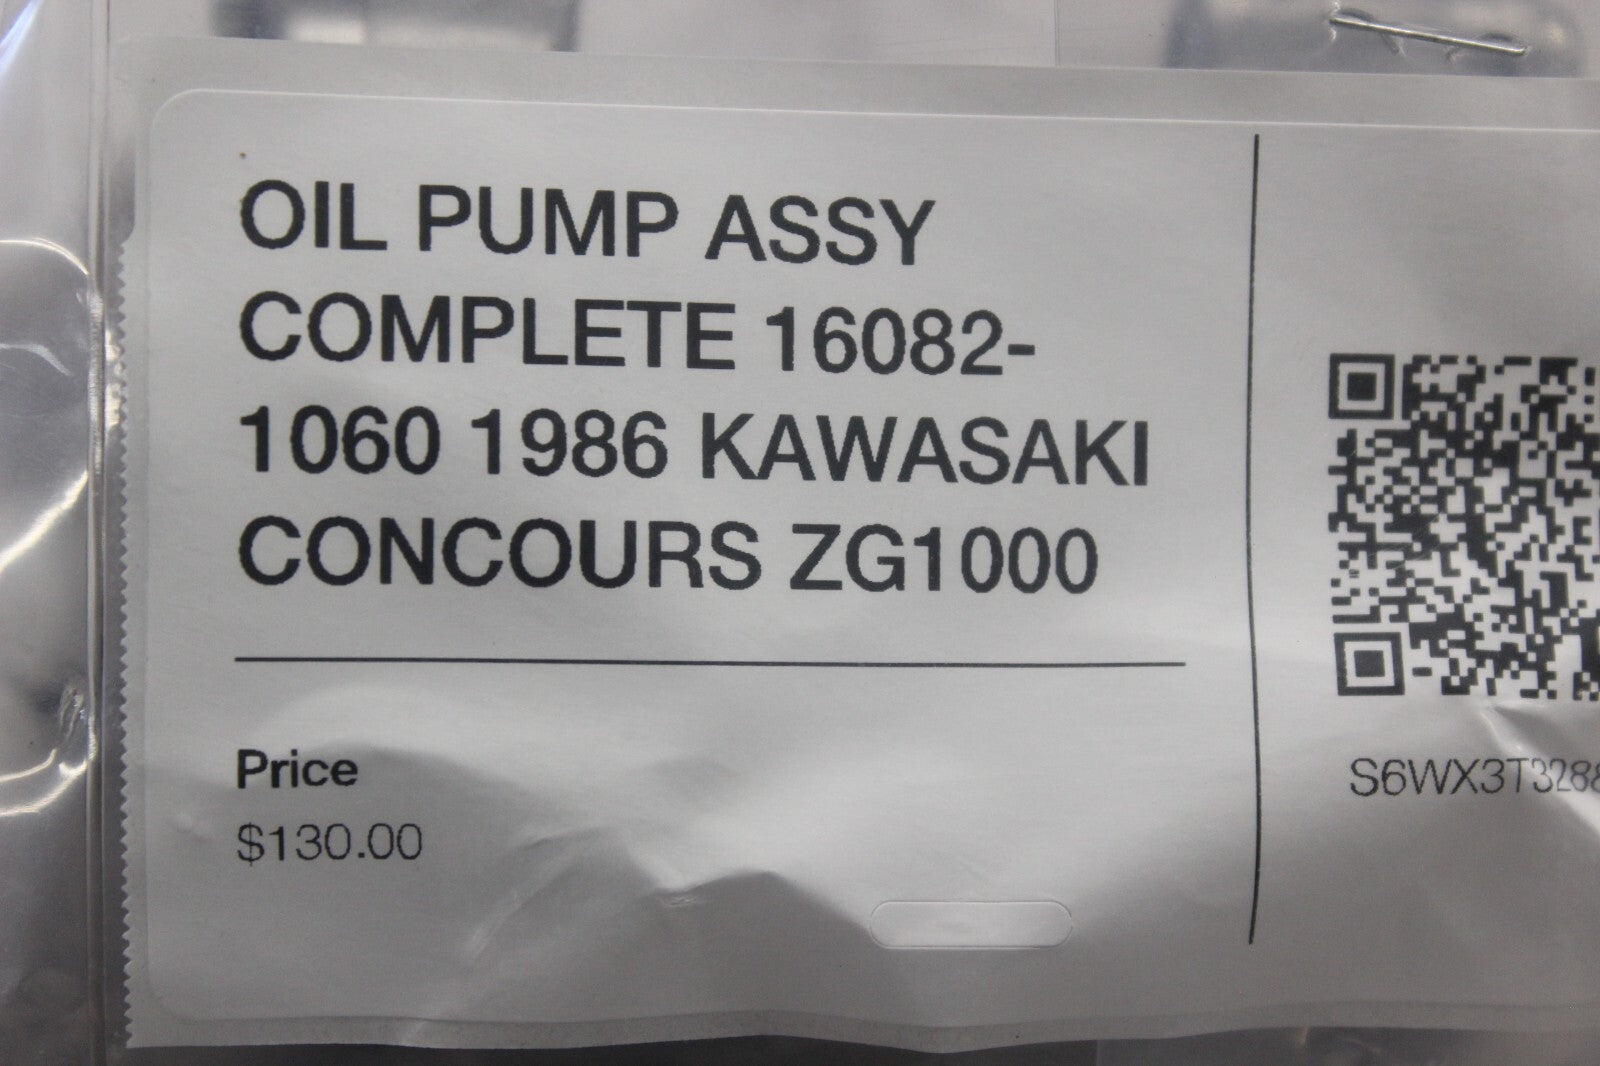 OIL PUMP ASSY
COMPLETE 16082-
1060 1986 KAWASAKI
CONCOURS ZG1000
Price
$130.00